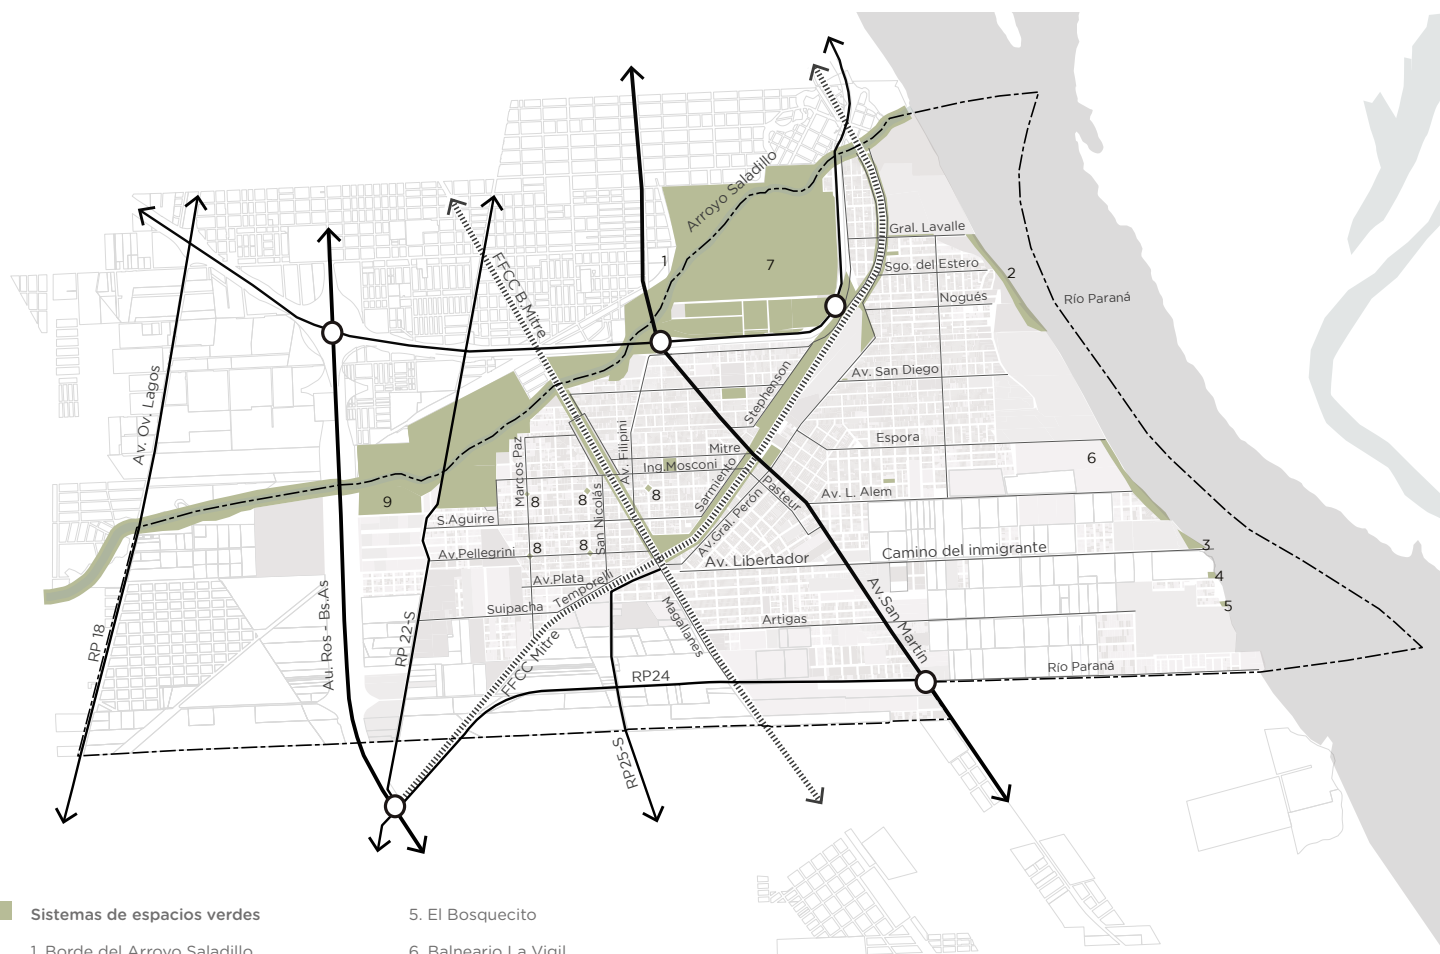 Arroyo Saladillo
Gral. Lavalle
1
7
Sgo. del Estero
2
FFCC B.Mitre
Nogués
Río Paraná
Av. Ov. Lagos
Av. San Diego
Stephenson
Av. Filipini
Marcos Paz
Mitre
Espora
Ing.Mosconi
6
Sarmiento
Pasteur
9
8
8
8
Av. L. Alem
San Nicolás
S.Aguirre
Av.Gral. Perón
8
8
Av.Pellegrini
Camino del inmigrante
3
Av. Libertador
Av.Plata
4
Temporelli
Suipacha
5
Au. Ros - Bs.As
RP 22-S
RP 18
Magallanes
Artigas
Av.San Martín
FFCC Mitre
RP24
Río Paraná
RP25-S
Sistemas de espacios verdes
1. Borde del Arroyo Saladillo
5. El Bosquecito
6. Balneario La Vigil